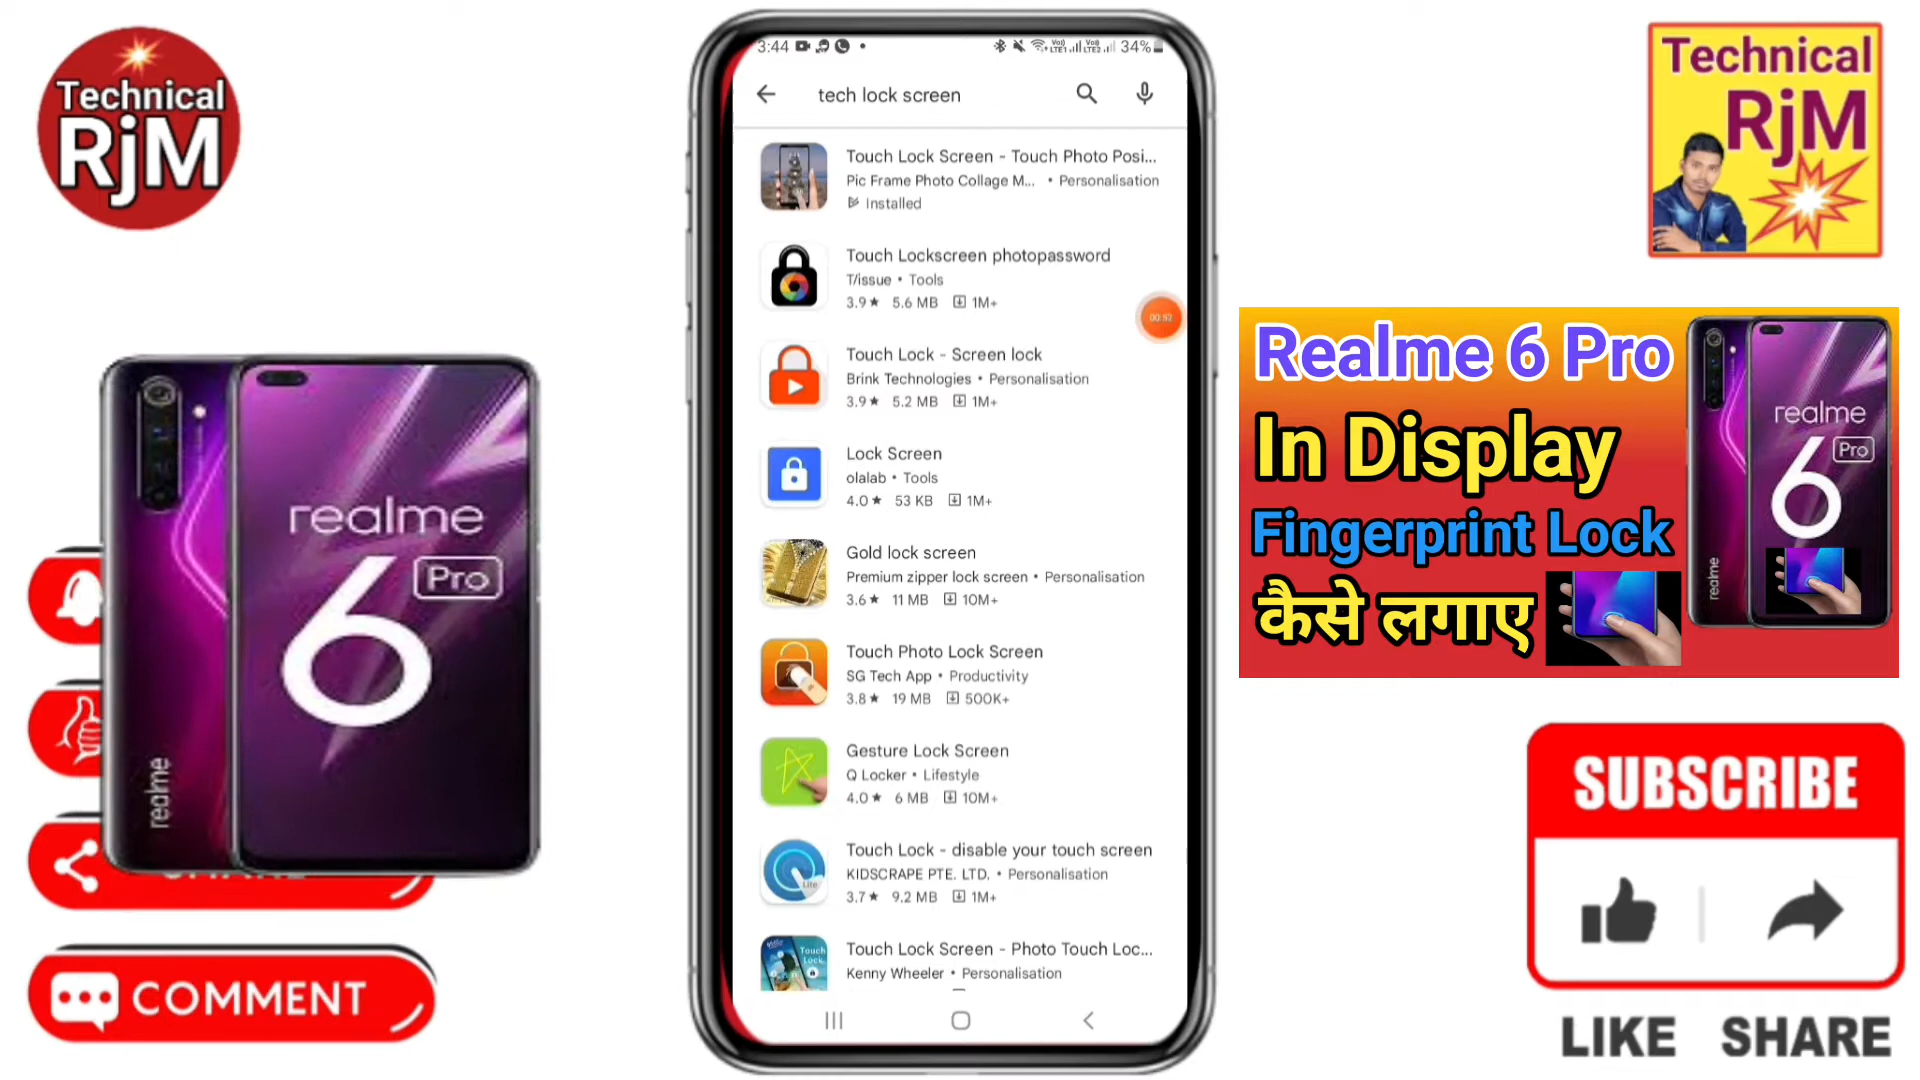 Technical
RjM
realme
6 Pro
realme
COMMENT
3:44
34%
tech lock screen
Touch Lock Screen - Touch Photo Posi...
Pic Frame Photo Collage M... • Personalisation
Installed
Touch Lockscreen photopassword
T/issue • Tools
3.9★ 5.6 MB 1M+
00:52
Touch Lock - Screen lock
Brink Technologies • Personalisation
3.9★ 5.2 MB 1M+
Lock Screen
olalab • Tools
4.0★ 53 KB 1M+
Gold lock screen
Premium zipper lock screen • Personalisation
3.6★ 11 MB 10M+
Touch Photo Lock Screen
SG Tech App • Productivity
3.8★ 19 MB 500K+
Gesture Lock Screen
Q Locker • Lifestyle
4.0★ 6 MB 10M+
Touch Lock - disable your touch screen
KIDSCRAPE PTE. LTD. • Personalisation
3.7★ 9.2 MB 1M+
Touch Lock Screen - Photo Touch Loc...
Kenny Wheeler • Personalisation
Technical
RjM
Realme 6 Pro
In Display
Fingerprint Lock
कैसे लगाए
realme
6 Pro
realme
SUBSCRIBE
LIKE SHARE